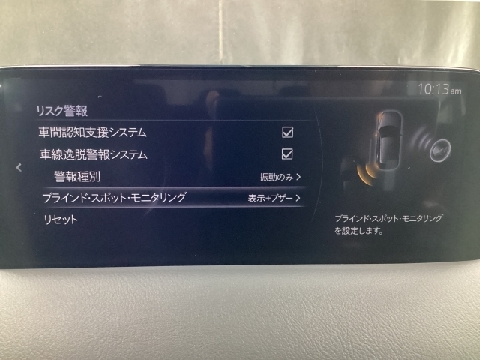 10:13am
リスク警報
車間認知支援システム
車線逸脱警報システム
警報種別 振動のみ >
ブラインド・スポット・モニタリング 表示+ブザー >
リセット
ブラインド・スポット・モニタリング
を設定します。